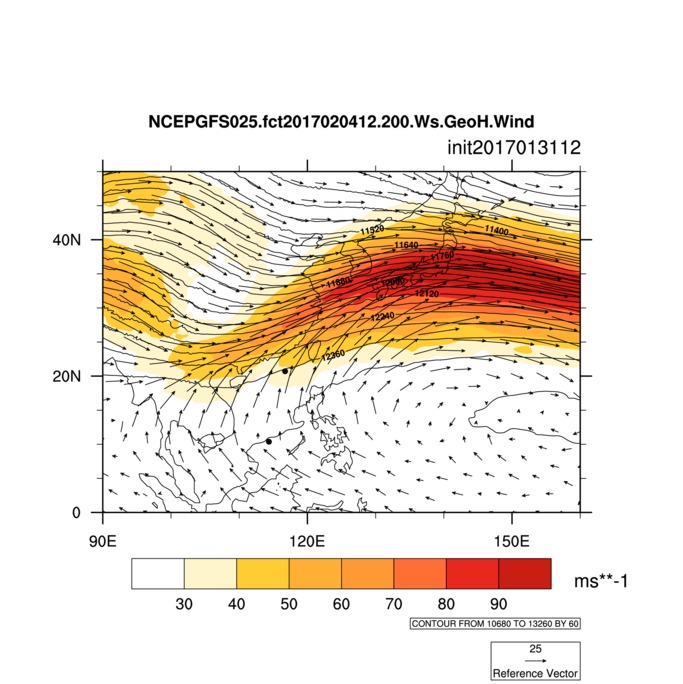 NCEPGFS025.fct2017020412.200.Ws.GeoH.Wind
init2017013112
11520
11400
11640
11760
11880
12000
12120
12240
12360
40N
20N
0
90E 120E 150E
30 40 50 60 70 80 90
ms**-1
CONTOUR FROM 10680 TO 13260 BY 60
25
Reference Vector